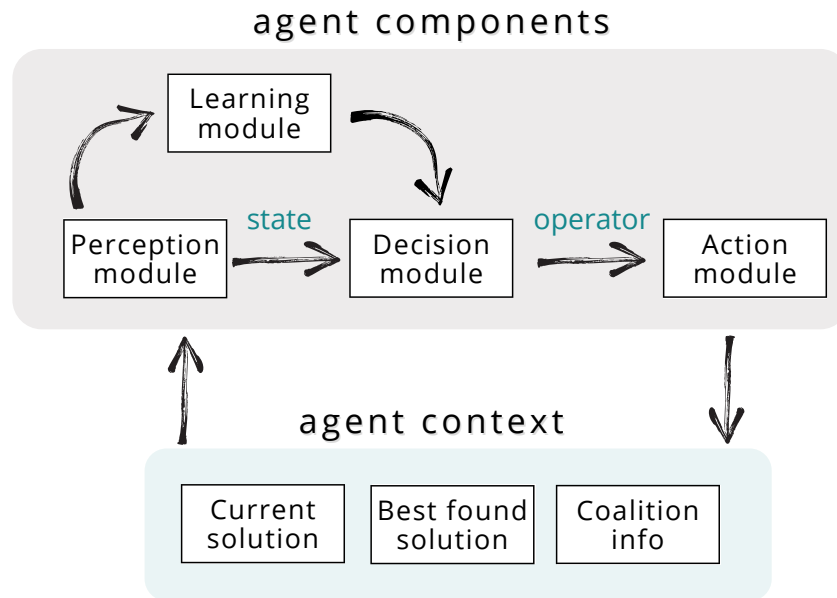 agent components
Learning
module
state
operator
Perception
module
Decision
module
Action
module
agent context
Current
solution
Best found
solution
Coalition
info